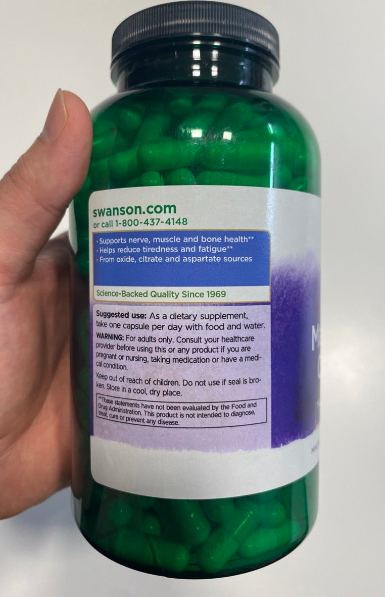 swanson.com
or call 1-800-437-4148
· Supports nerve, muscle and bone health**
· Helps reduce tiredness and fatigue**
· From oxide, citrate and aspartate sources
Science-Backed Quality Since 1969
Suggested use: As a dietary supplement,
take one capsule per day with food and water.
WARNING: For adults only. Consult your healthcare
provider before using this or any product if you are
pregnant or nursing, taking medication or have a medi-
cal condition.
Keep out of reach of children. Do not use if seal is bro-
ken. Store in a cool, dry place.
**These statements have not been evaluated by the Food and
Drug Administration. This product is not intended to diagnose,
treat, cure or prevent any disease.
M